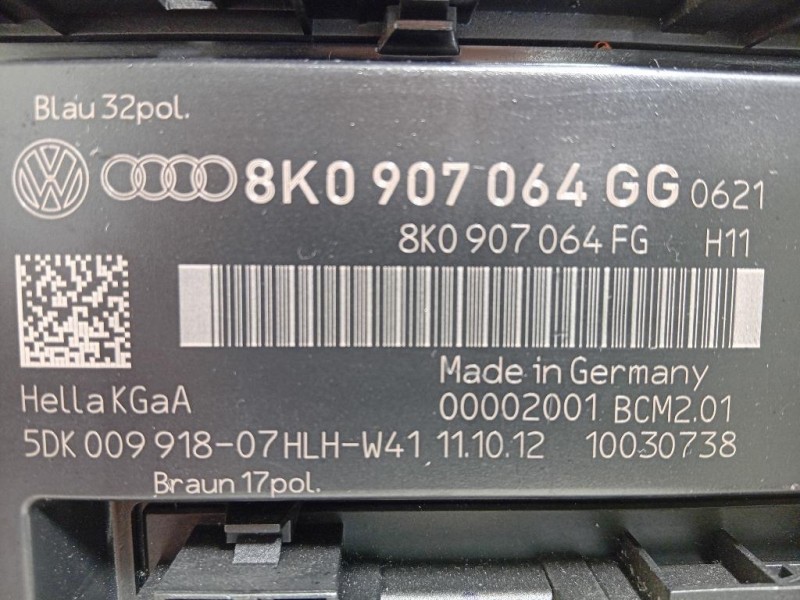 Blau 32pol.
8K0 907 064 GG 0621
8K0 907 064 FG H11
Made in Germany
Hella KGaA
00002001 BCM2.01
5DK 009 918-07 HLH-W41 11.10.12 10030738
Braun 17pol.